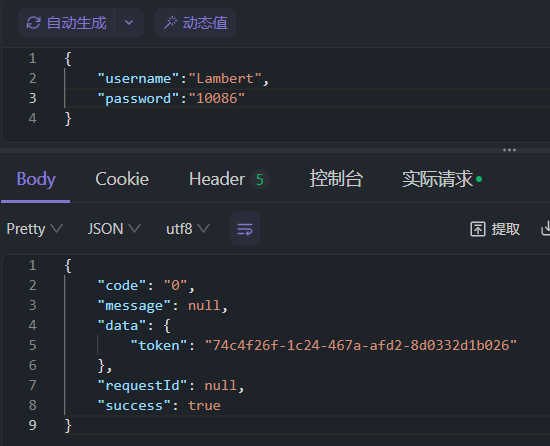 自动生成 动态值
1 {
2 "username":"Lambert",
3 "password":"10086"
4 }
Body Cookie Header 5 控制台 实际请求
Pretty JSON utf8 提取
1 {
2 "code": "0",
3 "message": null,
4 "data": {
5 "token": "74c4f26f-1c24-467a-afd2-8d0332d1b026"
6 },
7 "requestId": null,
8 "success": true
9 }